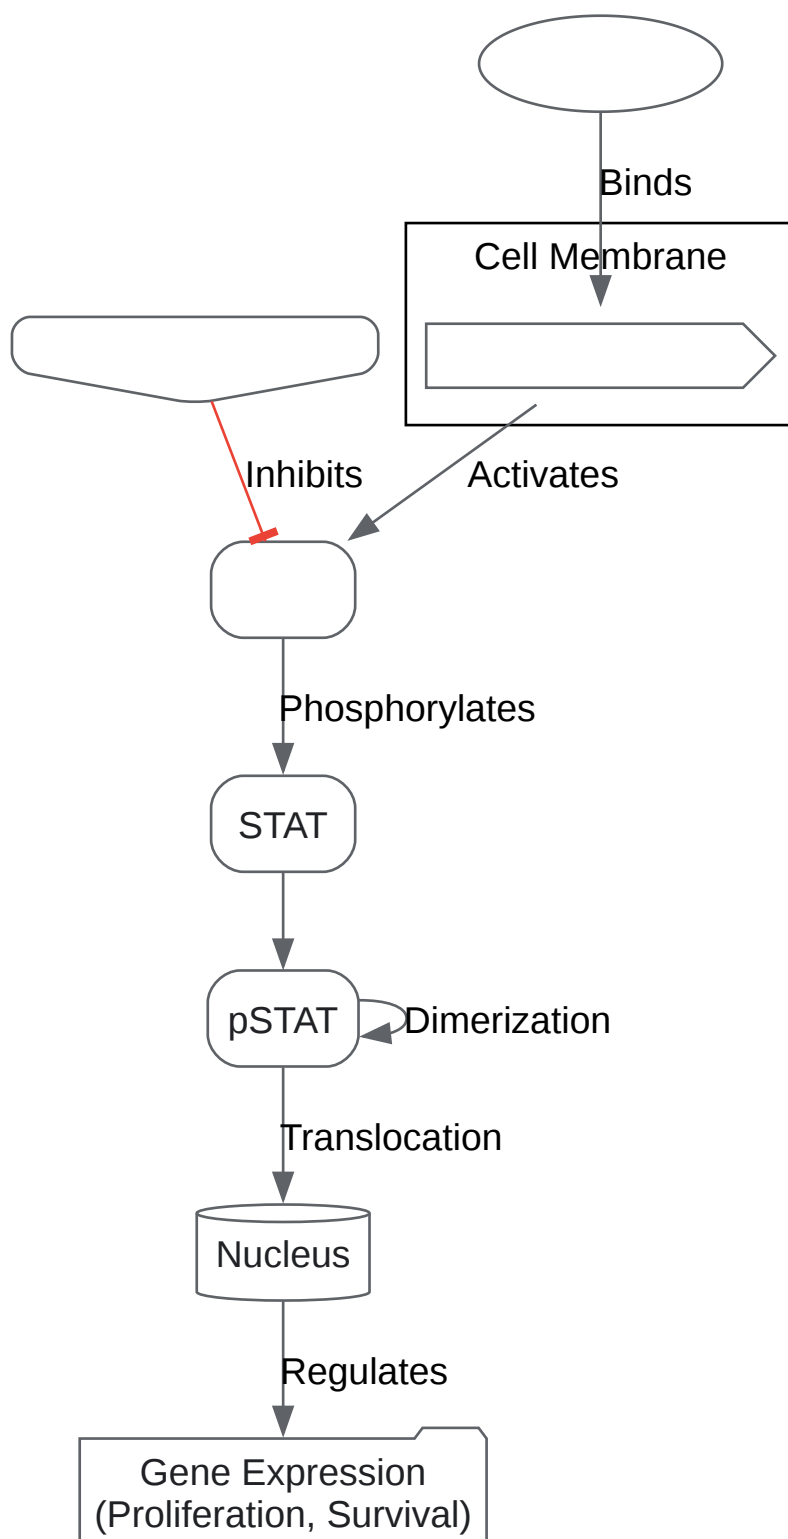 Binds
Cell Membrane
Inhibits
Activates
Phosphorylates
STAT
pSTAT
Dimerization
Translocation
Nucleus
Regulates
Gene Expression
(Proliferation, Survival)